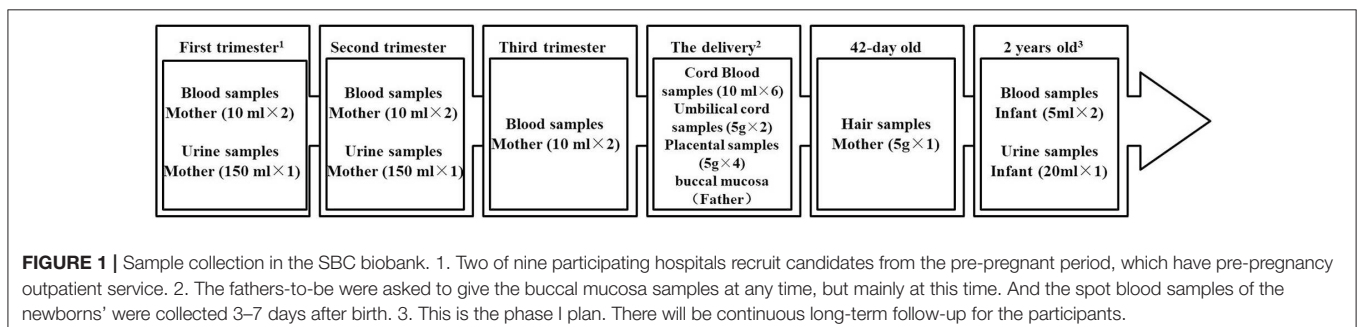 First trimester¹
Blood samples
Mother (10 ml×2)
Urine samples
Mother (150 ml×1)
Second trimester
Blood samples
Mother (10 ml×2)
Urine samples
Mother (150 ml×1)
Third trimester
Blood samples
Mother (10 ml×2)
The delivery²
Cord Blood
samples (10 ml×6)
Umbilical cord
samples (5g×2)
Placental samples
(5g×4)
buccal mucosa
（Father）
42-day old
Hair samples
Mother (5g×1)
2 years old³
Blood samples
Infant (5ml×2)
Urine samples
Infant (20ml×1)
FIGURE 1 | Sample collection in the SBC biobank. 1. Two of nine participating hospitals recruit candidates from the pre-pregnant period, which have pre-pregnancy
outpatient service. 2. The fathers-to-be were asked to give the buccal mucosa samples at any time, but mainly at this time. And the spot blood samples of the
newborns' were collected 3–7 days after birth. 3. This is the phase I plan. There will be continuous long-term follow-up for the participants.